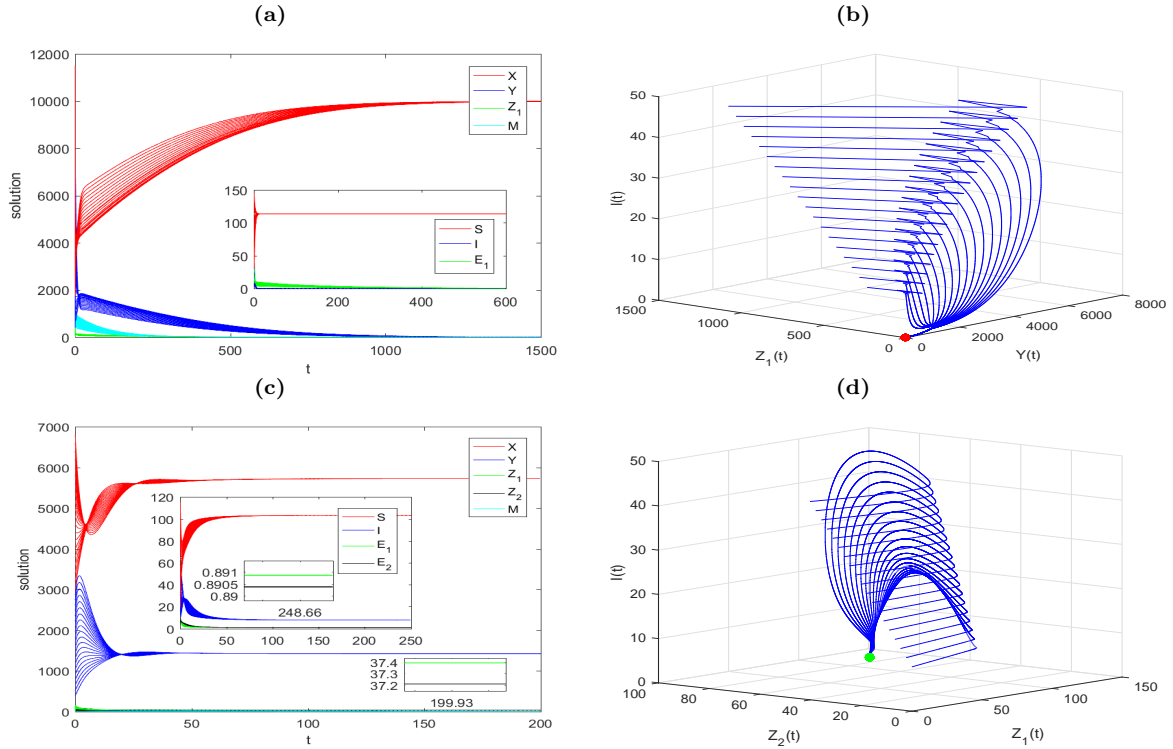 (a)
12000
10000
8000
6000
4000
2000
0
solution
0
500
1000
1500
t
X
Y
Z1
M
150
100
50
0
0
200
400
600
S
I
E1
(b)
50
40
30
20
10
0
I(t)
1500
1000
500
0
Z1(t)
0
2000
4000
6000
8000
Y(t)
(c)
7000
6000
5000
4000
3000
2000
1000
0
solution
0
50
100
150
200
t
X
Y
Z1
Z2
M
120
100
80
60
40
20
0
0
50
100
150
200
250
S
I
E1
E2
0.891
0.8905
0.89
248.66
37.4
37.3
37.2
199.93
(d)
50
40
30
20
10
0
I(t)
100
80
60
40
20
0
Z2(t)
0
50
100
150
Z1(t)